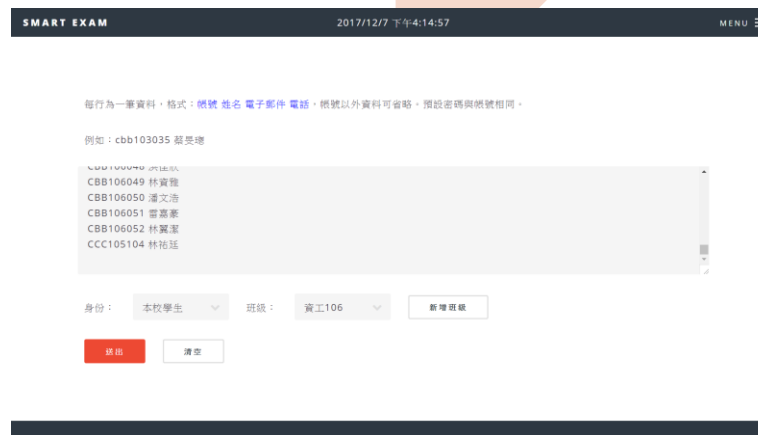 SMART EXAM 2017/12/7 下午4:14:57 MENU
每行為一筆資料,格式:帳號 姓名 電子郵件 電話。帳號以外資料可省略。預設密碼與帳號相同。
例如:cbb103035 蔡旻璁
CBB106048
CBB106049 林資雅
CBB106050 潘文浩
CBB106051 雷嘉豪
CBB106052 林翼潔
CCC105104 林祐廷
身份: 本校學生 班級: 資工106 新增班級
送出 清空